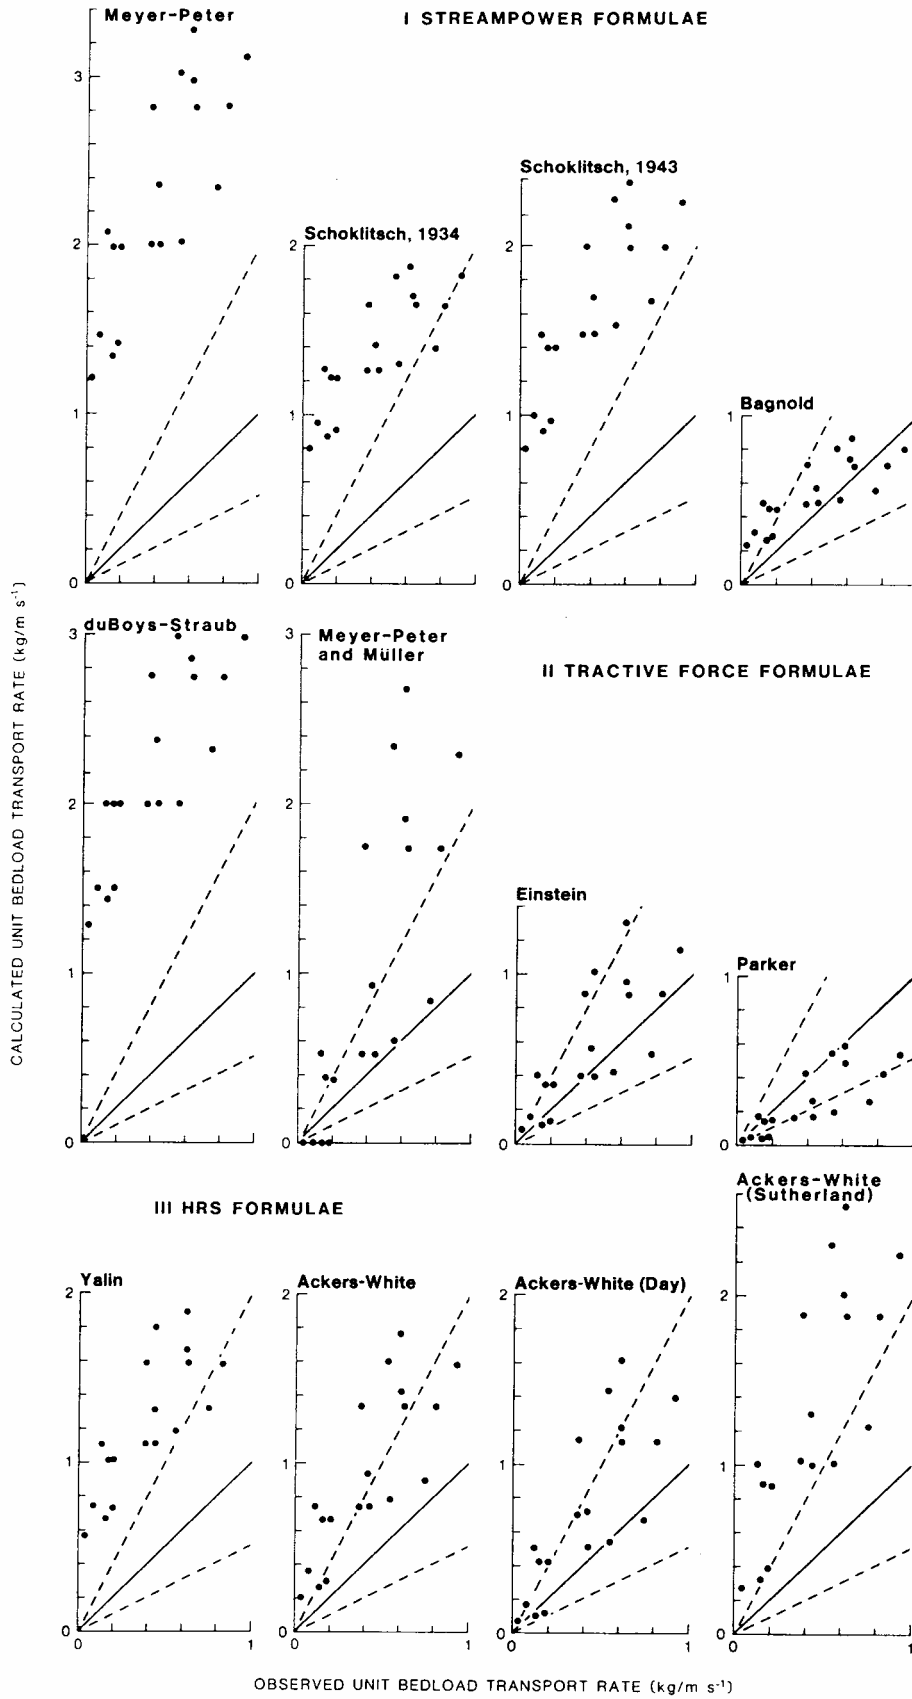 Meyer-Peter
I STREAMPOWER FORMULAE
3
2
1
0
Schoklitsch, 1934
2
1
0
Schoklitsch, 1943
2
1
0
Bagnold
1
0
CALCULATED UNIT BEDLOAD TRANSPORT RATE (kg/m s⁻¹)
duBoys-Straub
3
2
1
0
Meyer-Peter
and Müller
3
2
1
0
II TRACTIVE FORCE FORMULAE
Einstein
1
0
Parker
1
0
III HRS FORMULAE
Yalin
2
1
0
0
1
Ackers-White
2
1
0
0
1
Ackers-White (Day)
2
1
0
0
1
Ackers-White
(Sutherland)
2
1
0
0
1
OBSERVED UNIT BEDLOAD TRANSPORT RATE (kg/m s⁻¹)